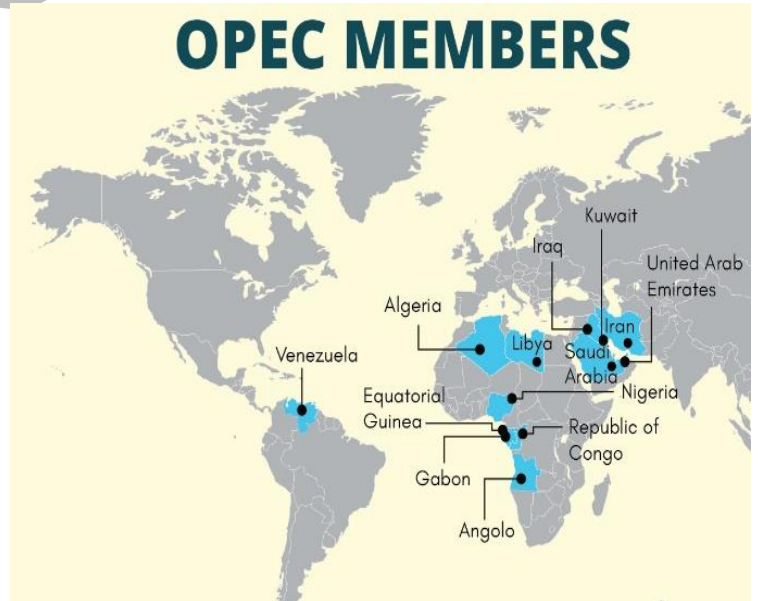 OPEC MEMBERS
Kuwait
Iraq
United Arab
Emirates
Algeria
Iran
Libya
Saudi
Arabia
Venezuela
Nigeria
Equatorial
Guinea
Republic of
Congo
Gabon
Angolo